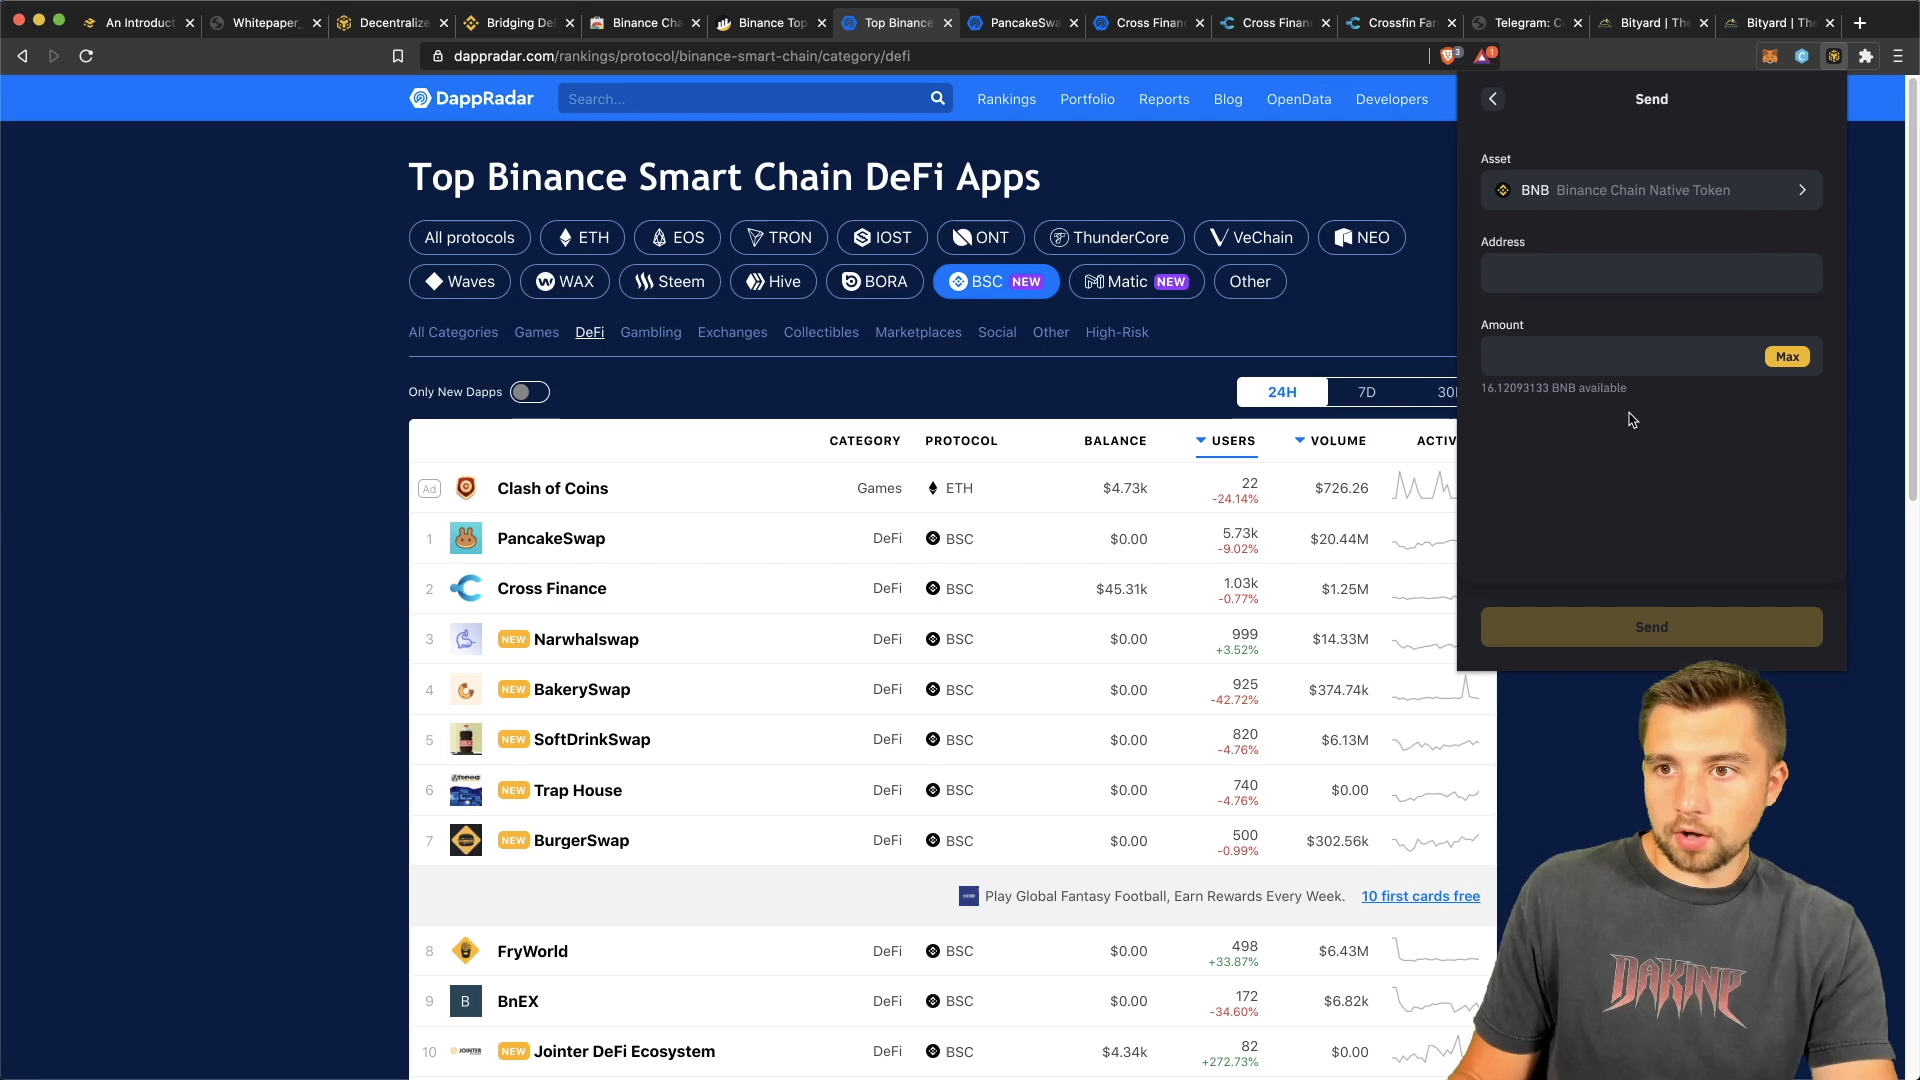 An Introduct
Whitepaper_
Decentralize
Bridging De
Binance Cha
Binance Top
Top Binance
PancakeSwa
Cross Financ
Cross Financ
Crossfin Far
Telegram: C
Bityard | The
Bityard | The
dappradar.com/rankings/protocol/binance-smart-chain/category/defi
3
1
DappRadar
Search...
Rankings
Portfolio
Reports
Blog
OpenData
Developers
Top Binance Smart Chain DeFi Apps
All protocols
ETH
EOS
TRON
IOST
ONT
ThunderCore
VeChain
NEO
Waves
WAX
Steem
Hive
BORA
BSC NEW
Matic NEW
Other
All Categories
Games
DeFi
Gambling
Exchanges
Collectibles
Marketplaces
Social
Other
High-Risk
Only New Dapps
24H
7D
CATEGORY PROTOCOL BALANCE USERS VOLUME ACTIV
Ad Clash of Coins Games ETH $4.73k 22 $726.26
-24.14%
1 PancakeSwap DeFi BSC $0.00 5.73k $20.44M
-9.02%
2 Cross Finance DeFi BSC $45.31k 1.03k $1.25M
-0.77%
3 NEW Narwhalswap DeFi BSC $0.00 999 $14.33M
+3.52%
4 NEW BakerySwap DeFi BSC $0.00 925 $374.74k
-42.72%
5 NEW SoftDrinkSwap DeFi BSC $0.00 820 $6.13M
-4.76%
6 NEW Trap House DeFi BSC $0.00 740 $0.00
-4.76%
7 NEW BurgerSwap DeFi BSC $0.00 500 $302.56k
-0.99%
Play Global Fantasy Football, Earn Rewards Every Week. 10 first cards free
8 FryWorld DeFi BSC $0.00 498 $6.43M
+33.87%
9 B BnEX DeFi BSC $0.00 172 $6.82k
-34.60%
10 JOINTER NEW Jointer DeFi Ecosystem DeFi BSC $4.34k 82 $0.00
+272.73%
Send
Asset
BNB Binance Chain Native Token
Address
Amount
Max
16.12093133 BNB available
Send
DAKINE